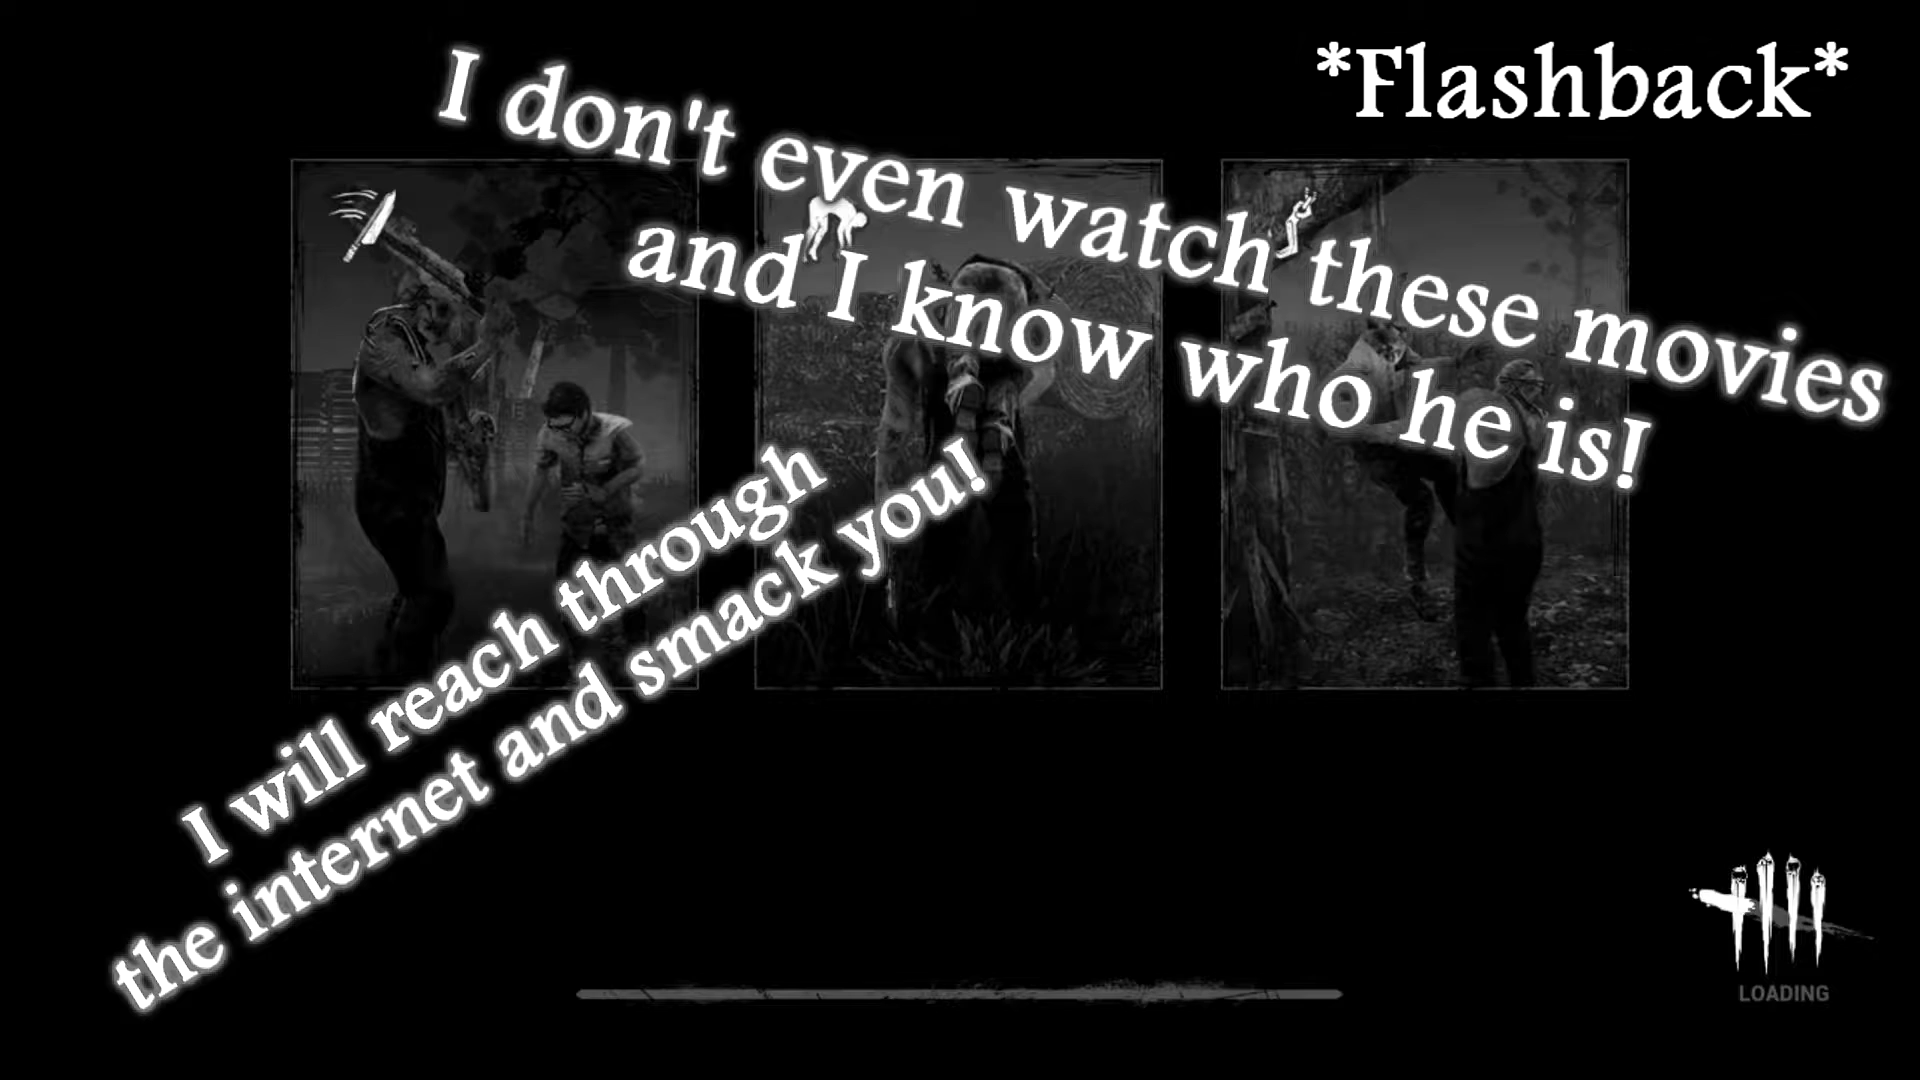 *Flashback*
I don't even watch these movies
and I know who he is!
I will reach through
the internet and smack you!
LOADING